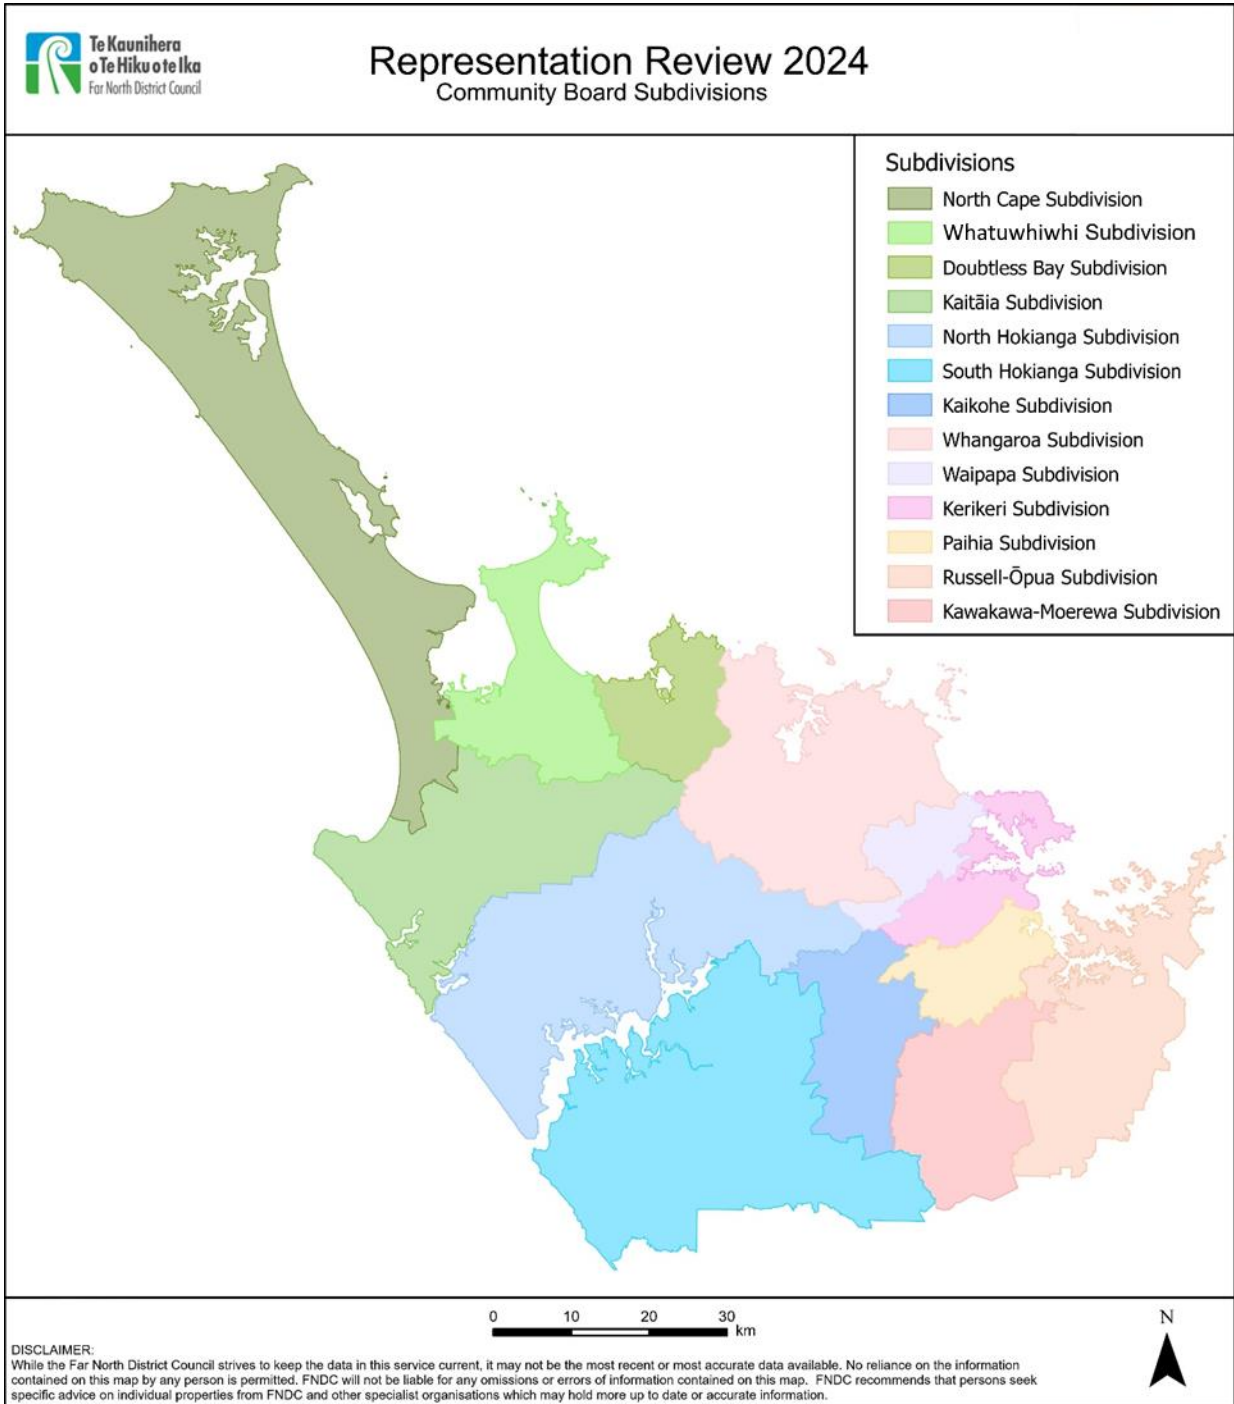 Te Kaunihera
o Te Hiku o te Ika
Far North District Council
Representation Review 2024
Community Board Subdivisions
Subdivisions
North Cape Subdivision
Whatuwhiwhi Subdivision
Doubtless Bay Subdivision
Kaitāia Subdivision
North Hokianga Subdivision
South Hokianga Subdivision
Kaikohe Subdivision
Whangaroa Subdivision
Waipapa Subdivision
Kerikeri Subdivision
Paihia Subdivision
Russell-Ōpua Subdivision
Kawakawa-Moerewa Subdivision
0 10 20 30
km
N
DISCLAIMER:
While the Far North District Council strives to keep the data in this service current, it may not be the most recent or most accurate data available. No reliance on the information
contained on this map by any person is permitted. FNDC will not be liable for any omissions or errors of information contained on this map. FNDC recommends that persons seek
specific advice on individual properties from FNDC and other specialist organisations which may hold more up to date or accurate information.